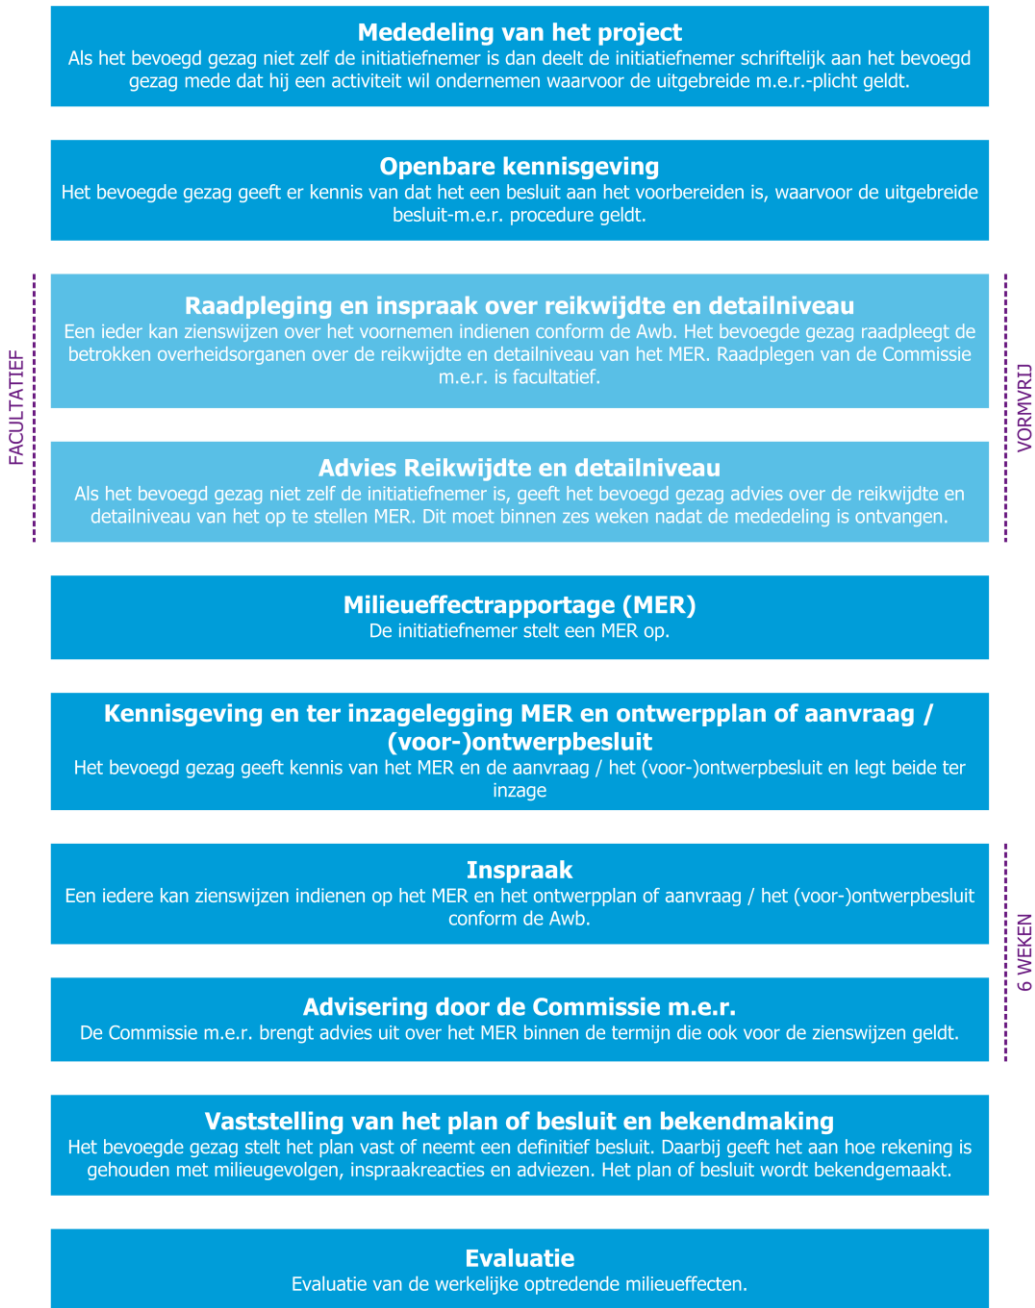 Mededeling van het project
Als het bevoegd gezag niet zelf de initiatiefnemer is dan deelt de initiatiefnemer schriftelijk aan het bevoegd
gezag mede dat hij een activiteit wil ondernemen waarvoor de uitgebreide m.e.r.-plicht geldt.
Openbare kennisgeving
Het bevoegde gezag geeft er kennis van dat het een besluit aan het voorbereiden is, waarvoor de uitgebreide
besluit-m.e.r. procedure geldt.
FACULTATIEF
Raadpleging en inspraak over reikwijdte en detailniveau
Een ieder kan zienswijzen over het voornemen indienen conform de Awb. Het bevoegde gezag raadpleegt de
betrokken overheidsorganen over de reikwijdte en detailniveau van het MER. Raadplegen van de Commissie
m.e.r. is facultatief.
VORMVRIJ
Advies Reikwijdte en detailniveau
Als het bevoegd gezag niet zelf de initiatiefnemer is, geeft het bevoegd gezag advies over de reikwijdte en
detailniveau van het op te stellen MER. Dit moet binnen zes weken nadat de mededeling is ontvangen.
Milieueffectrapportage (MER)
De initiatiefnemer stelt een MER op.
Kennisgeving en ter inzagelegging MER en ontwerpplan of aanvraag /
(voor-)ontwerpbesluit
Het bevoegd gezag geeft kennis van het MER en de aanvraag / het (voor-)ontwerpbesluit en legt beide ter
inzage
Inspraak
Een iedere kan zienswijzen indienen op het MER en het ontwerpplan of aanvraag / het (voor-)ontwerpbesluit
conform de Awb.
6 WEKEN
Advisering door de Commissie m.e.r.
De Commissie m.e.r. brengt advies uit over het MER binnen de termijn die ook voor de zienswijzen geldt.
Vaststelling van het plan of besluit en bekendmaking
Het bevoegde gezag stelt het plan vast of neemt een definitief besluit. Daarbij geeft het aan hoe rekening is
gehouden met milieugevolgen, inspraakreacties en adviezen. Het plan of besluit wordt bekendgemaakt.
Evaluatie
Evaluatie van de werkelijke optredende milieueffecten.